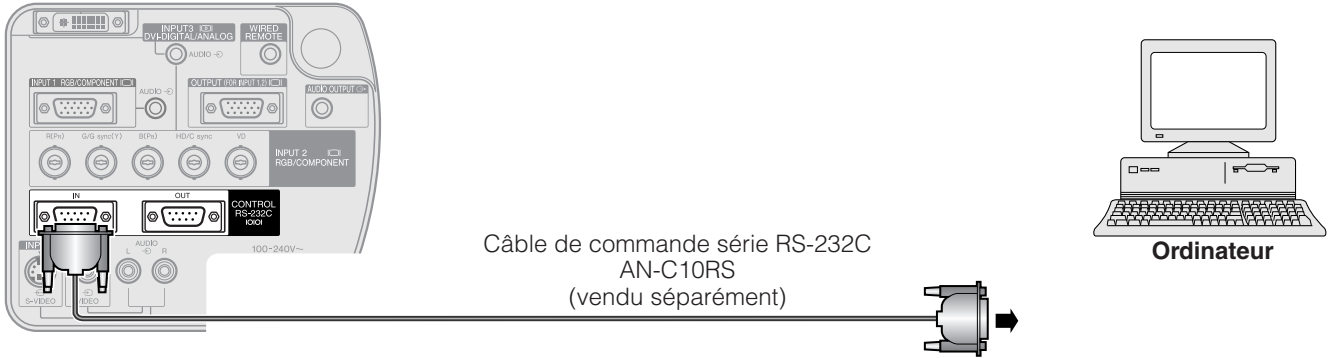 INPUT3
DVI-DIGITAL/ANALOG
WIRED
REMOTE
AUDIO
INPUT 1 RGB/COMPONENT
AUDIO
OUTPUT (FOR INPUT 1,2)
AUDIO OUTPUT
R(PR) G/G sync(Y) B(PB) HD/C sync VD
INPUT 2
RGB/COMPONENT
IN
OUT
CONTROL
RS-232C
AUDIO
L R
100-240V~
S-VIDEO
VIDEO
Câble de commande série RS-232C
AN-C10RS
(vendu séparément)
Ordinateur